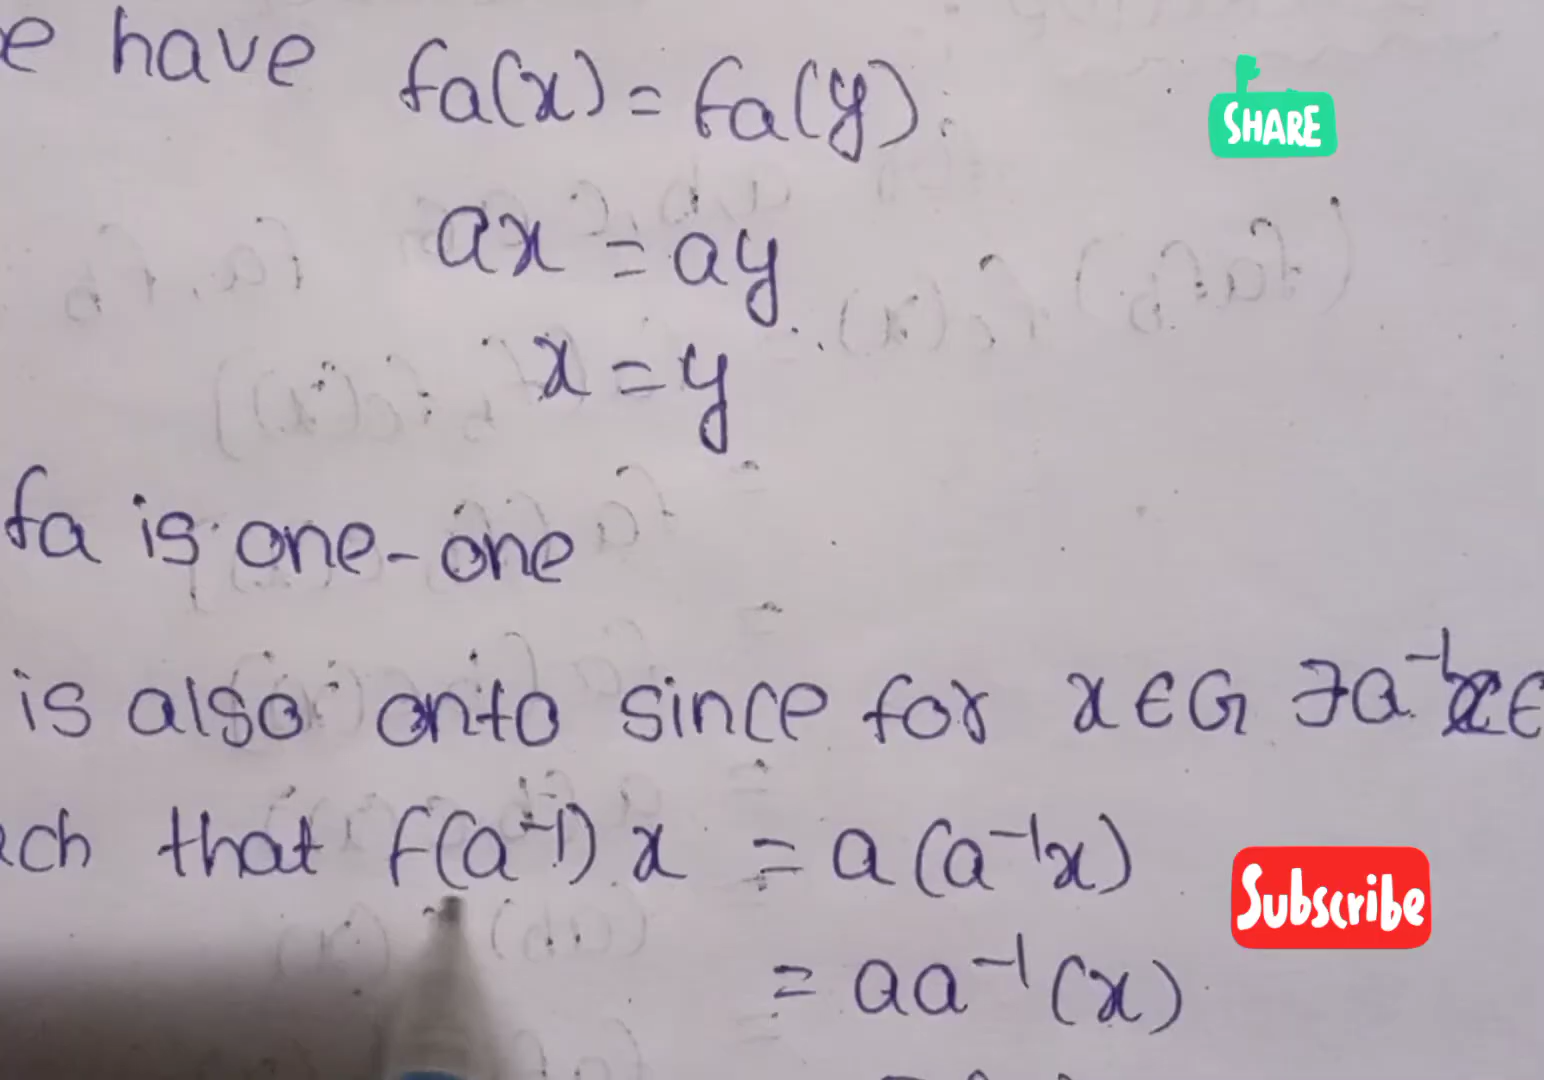 e have fa(x) = fa(y)
SHARE
ax = ay
x = y
fa is one-one
is also onto since for x ∈ G ∃ a⁻¹x ∈
ch that f(a⁻¹) x = a (a⁻¹x)
Subscribe
= aa⁻¹ (x)